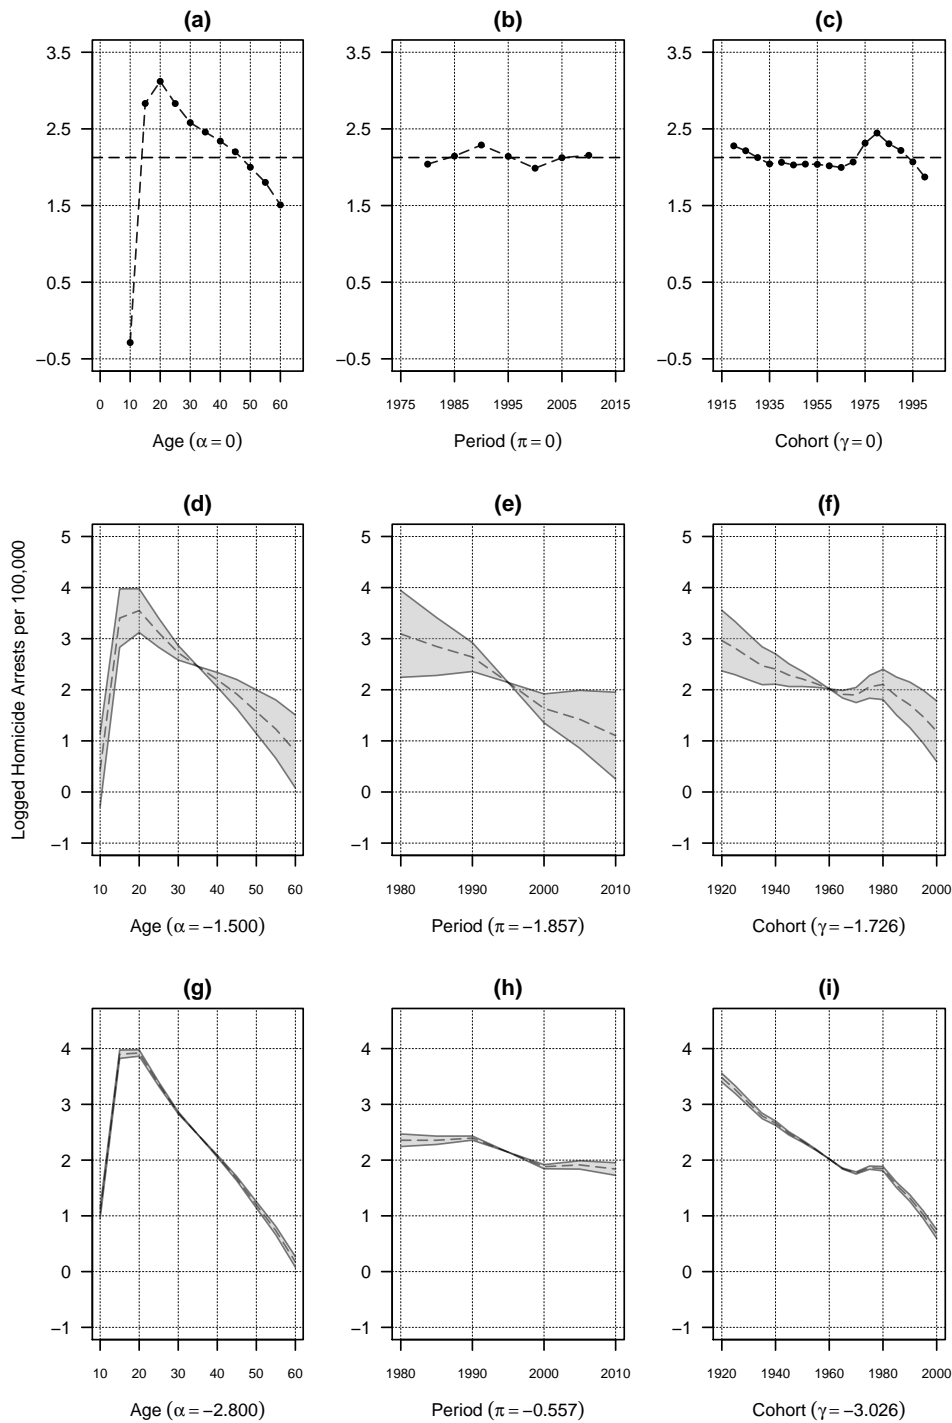 (a) (b) (c)
3.5 3.5 3.5
2.5 2.5 2.5
1.5 1.5 1.5
0.5 0.5 0.5
−0.5 −0.5 −0.5
0 10 20 30 40 50 60 1975 1985 1995 2005 2015 1915 1935 1955 1975 1995
Age (α = 0) Period (π = 0) Cohort (γ = 0)
Logged Homicide Arrests per 100,000
(d) (e) (f)
5 5 5
4 4 4
3 3 3
2 2 2
1 1 1
0 0 0
−1 −1 −1
10 20 30 40 50 60 1980 1990 2000 2010 1920 1940 1960 1980 2000
Age (α = −1.500) Period (π = −1.857) Cohort (γ = −1.726)
(g) (h) (i)
4 4 4
3 3 3
2 2 2
1 1 1
0 0 0
−1 −1 −1
10 20 30 40 50 60 1980 1990 2000 2010 1920 1940 1960 1980 2000
Age (α = −2.800) Period (π = −0.557) Cohort (γ = −3.026)